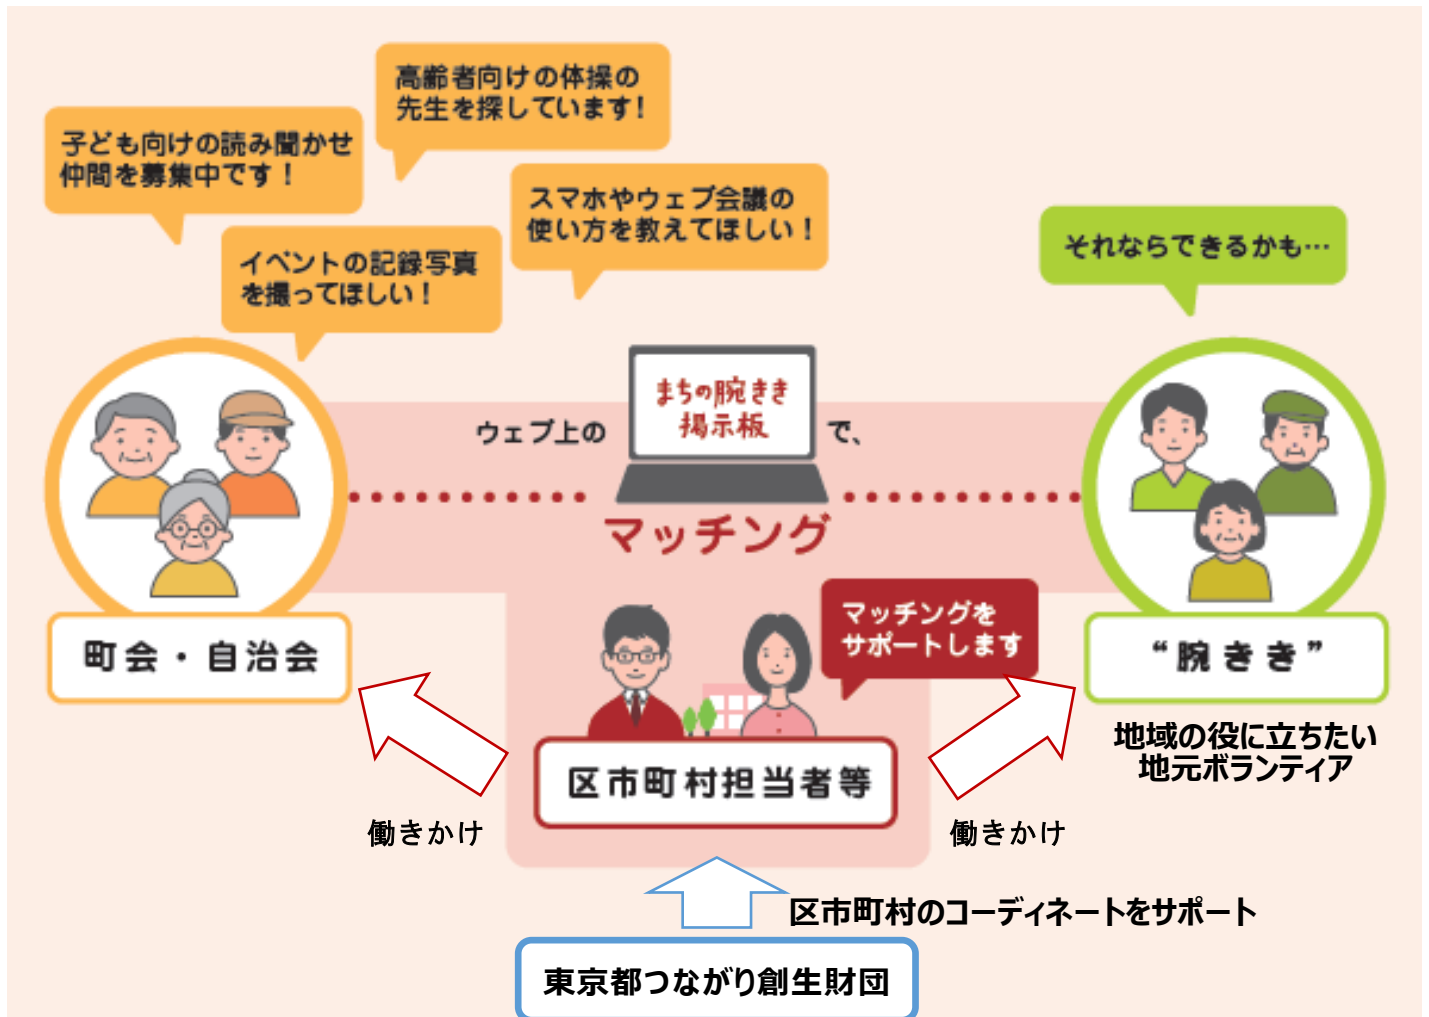 高齢者向けの体操の
先生を探しています!
子ども向けの読み聞かせ
仲間を募集中です！
スマホやウェブ会議の
使い方を教えてほしい！
イベントの記録写真
を撮ってほしい！
それならできるかも…
ウェブ上の
まちの腕きき
掲示板
で、
マッチング
マッチングを
サポートします
町会・自治会
“腕きき”
地域の役に立ちたい
地元ボランティア
区市町村担当者等
働きかけ
働きかけ
区市町村のコーディネートをサポート
東京都つながり創生財団